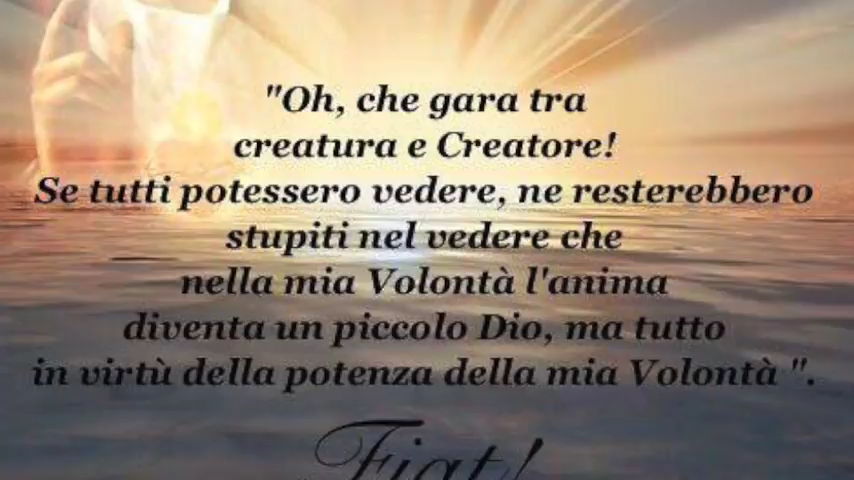 "Oh, che gara tra
creatura e Creatore!
Se tutti potessero vedere, ne resterebbero
stupiti nel vedere che
nella mia Volontà l'anima
diventa un piccolo Dio, ma tutto
in virtù della potenza della mia Volontà ".
Fiat!